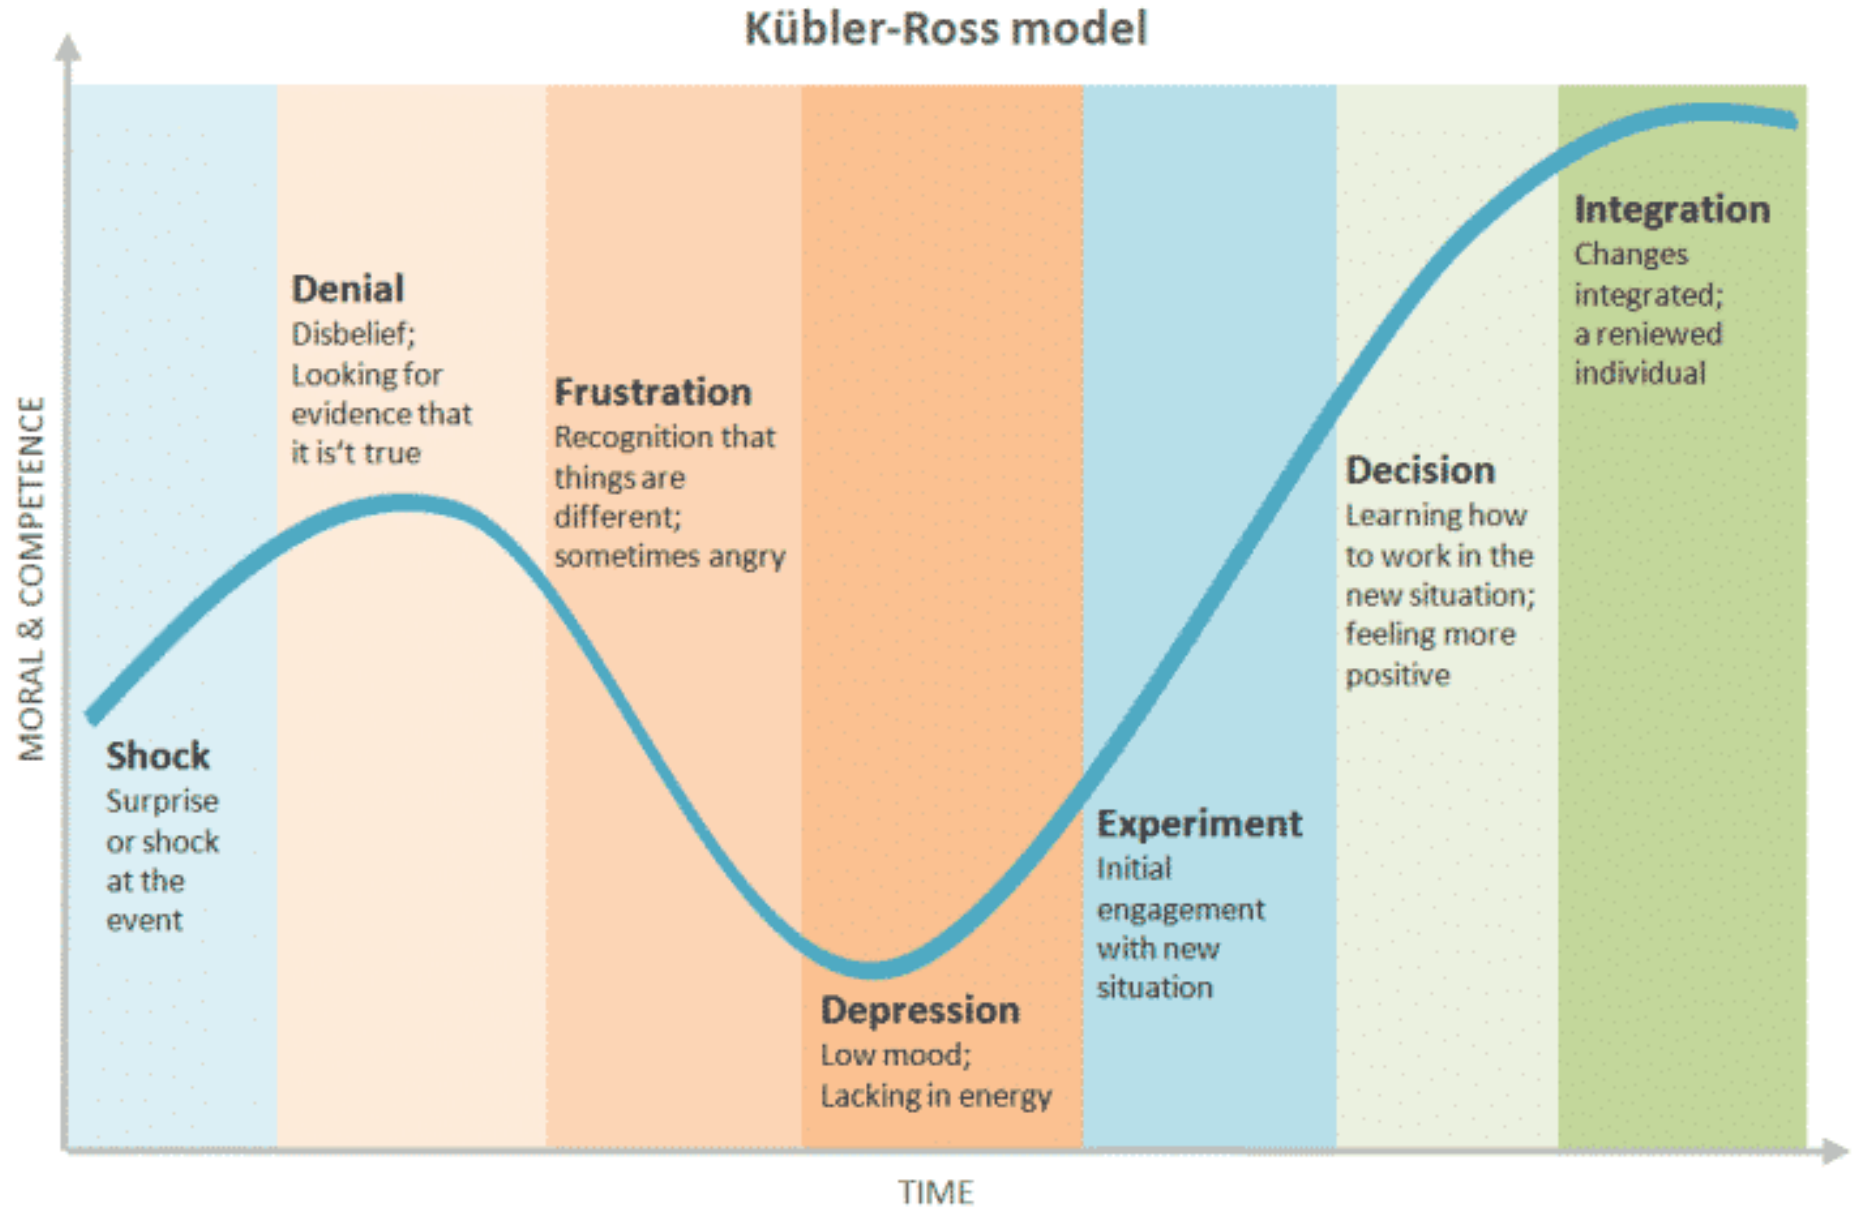 Kübler-Ross model
MORAL & COMPETENCE
Shock
Surprise
or shock
at the
event
Denial
Disbelief;
Looking for
evidence that
it is‘t true
Frustration
Recognition that
things are
different;
sometimes angry
Depression
Low mood;
Lacking in energy
Experiment
Initial
engagement
with new
situation
Decision
Learning how
to work in the
new situation;
feeling more
positive
Integration
Changes
integrated;
a reniewed
individual
TIME